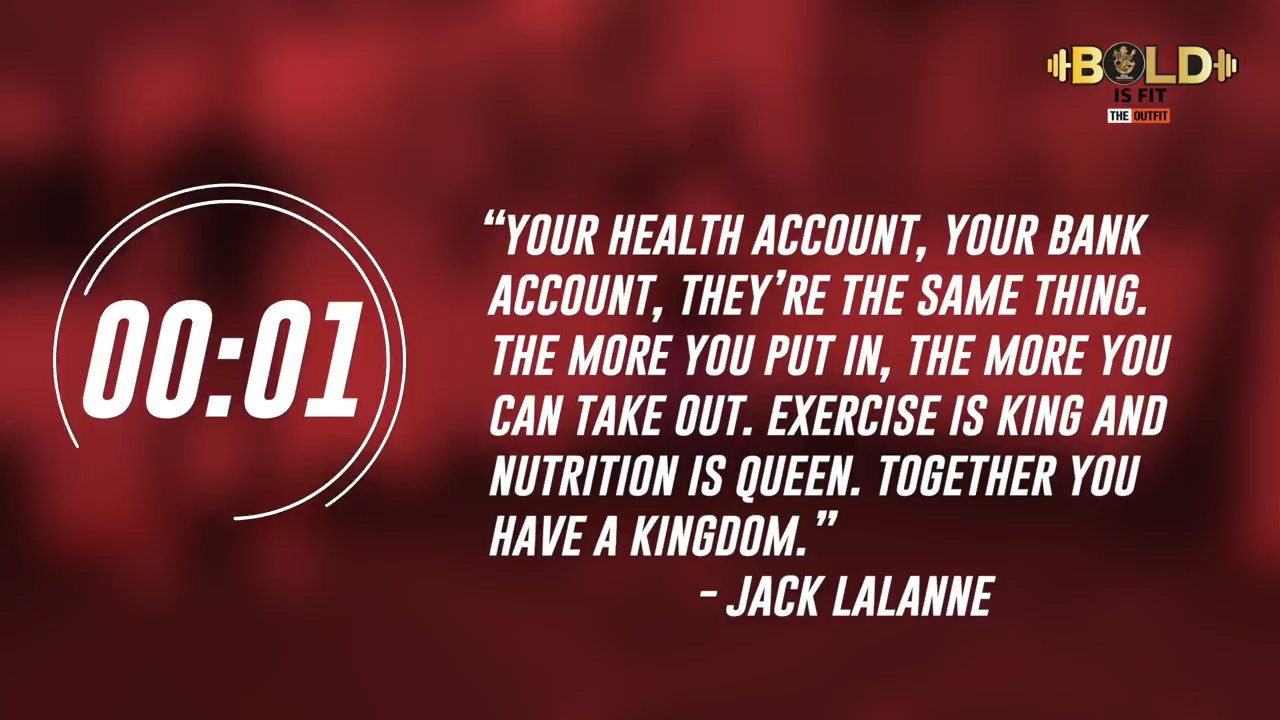 BOLD
IS FIT
THE OUTFIT
00:01
“YOUR HEALTH ACCOUNT, YOUR BANK
ACCOUNT, THEY’RE THE SAME THING.
THE MORE YOU PUT IN, THE MORE YOU
CAN TAKE OUT. EXERCISE IS KING AND
NUTRITION IS QUEEN. TOGETHER YOU
HAVE A KINGDOM.”
- JACK LALANNE